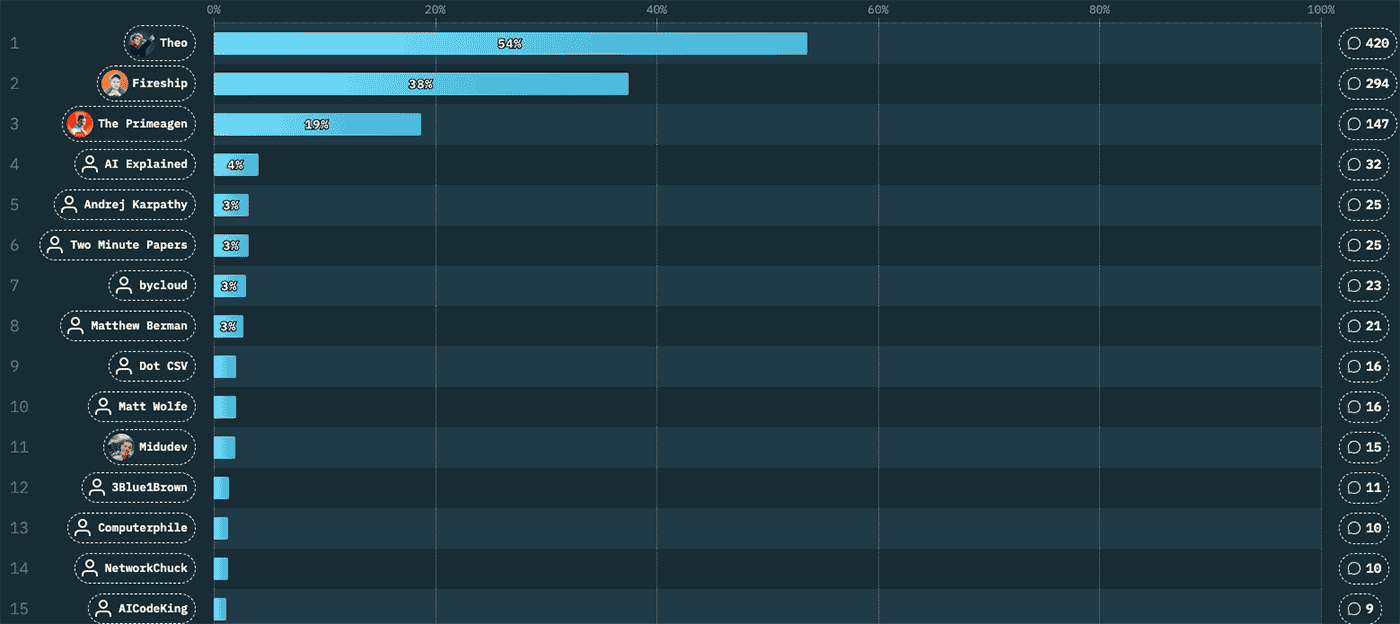 0% 20% 40% 60% 80% 100%
1 Theo 54% 420
2 Fireship 38% 294
3 The Primeagen 19% 147
4 AI Explained 4% 32
5 Andrej Karpathy 3% 25
6 Two Minute Papers 3% 25
7 bycloud 3% 23
8 Matthew Berman 3% 21
9 Dot CSV 16
10 Matt Wolfe 16
11 Midudev 15
12 3Blue1Brown 11
13 Computerphile 10
14 NetworkChuck 10
15 AICodeKing 9